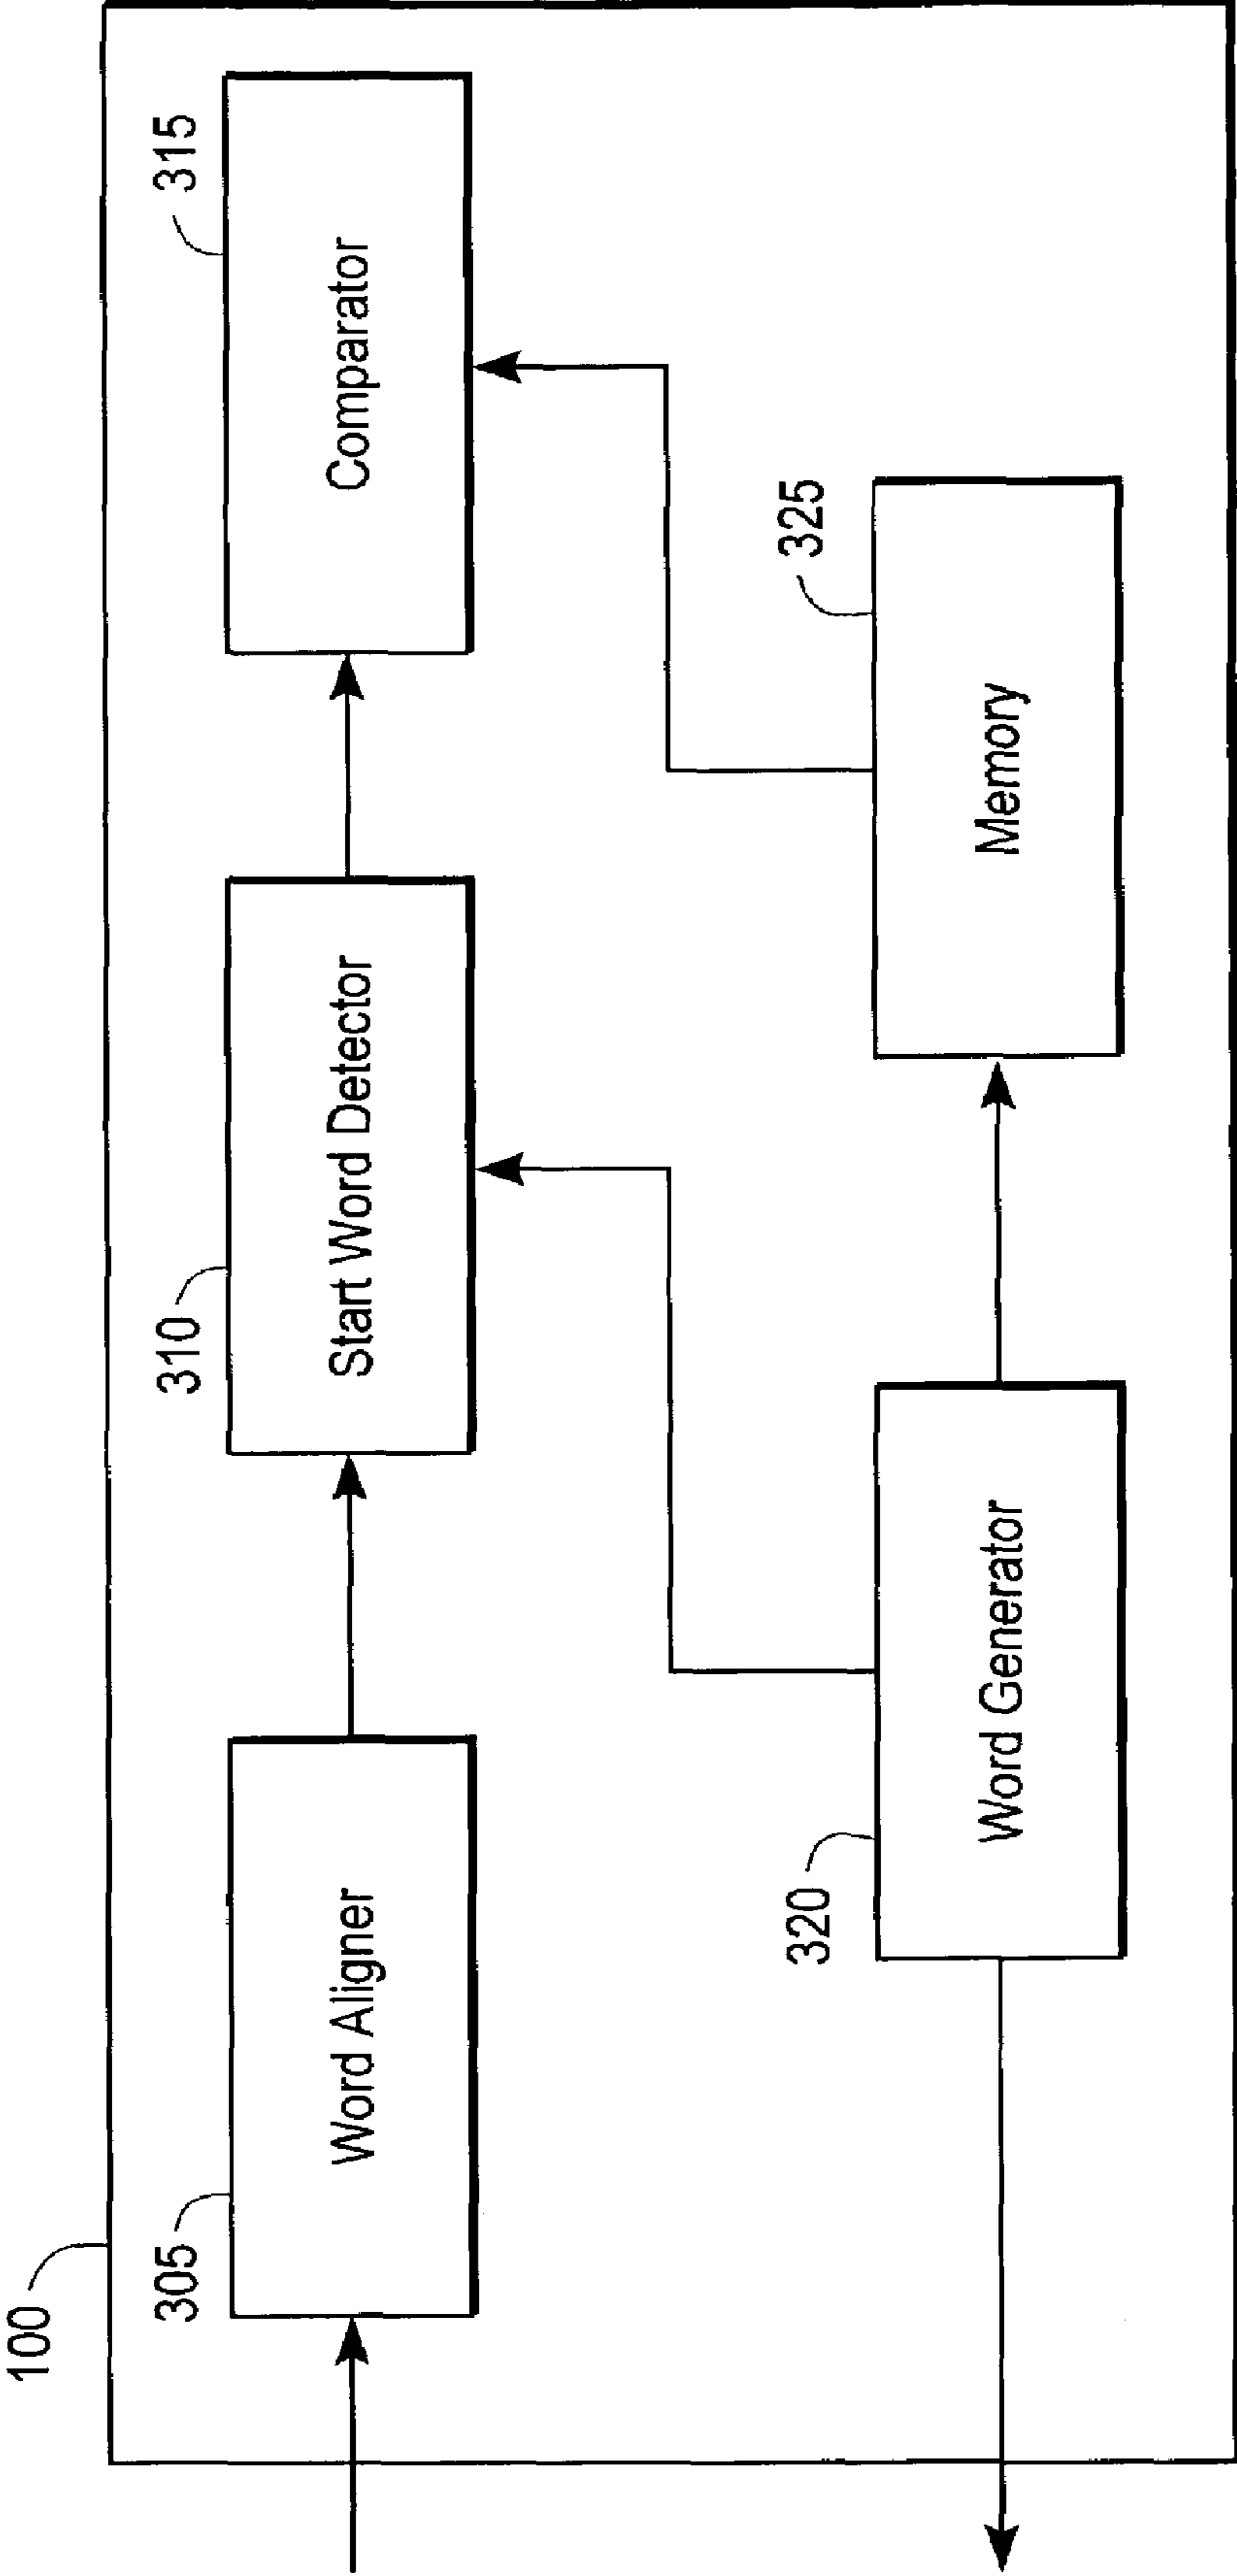 100
305
Word Aligner
310
Start Word Detector
315
Comparator
320
Word Generator
325
Memory